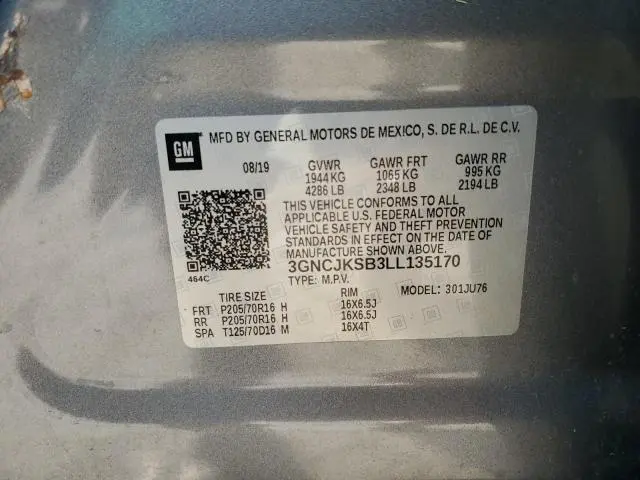 GM
MFD BY GENERAL MOTORS DE MEXICO, S. DE R.L. DE C.V.
08/19 GVWR GAWR FRT GAWR RR
1944 KG 1065 KG 995 KG
4286 LB 2348 LB 2194 LB
THIS VEHICLE CONFORMS TO ALL
APPLICABLE U.S. FEDERAL MOTOR
VEHICLE SAFETY AND THEFT PREVENTION
STANDARDS IN EFFECT ON THE DATE OF
MANUFACTURE SHOWN ABOVE.
464C 3GNCJKSB3LL135170
TYPE: M.P.V.
TIRE SIZE RIM MODEL: 301JU76
FRT P205/70R16 H 16X6.5J
RR P205/70R16 H 16X6.5J
SPA T125/70D16 M 16X4T